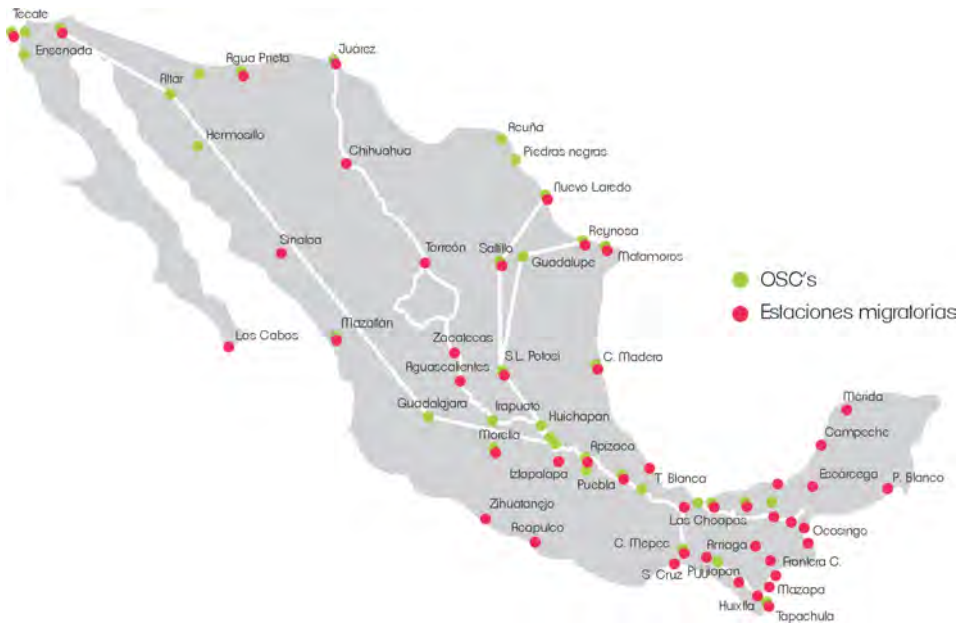 Tecate
Ensenada
Altar
Agua Prieta
Juárez
Hermosillo
Chihuahua
Acuña
Piedras negras
Nuevo Laredo
Sinaloa
Torreón
Saltillo
Guadalupe
Reynosa
Matamoros
OSC's
Estaciones migratorias
Los Cabos
Mazatlán
Zacatecas
S.L. Potosí
C. Madero
Aguascalientes
Guadalajara
Irapuato
Huichapan
Mérida
Morelia
Apizaco
Campeche
Iztapalapa
Puebla
T. Blanca
Escárcega
P. Blanco
Zihuatanejo
Las Choapas
Acapulco
Ocosingo
C. Mepec
Arriaga
Frontera C.
S. Cruz
Pijijiapan
Mazapa
Huixtla
Tapachula